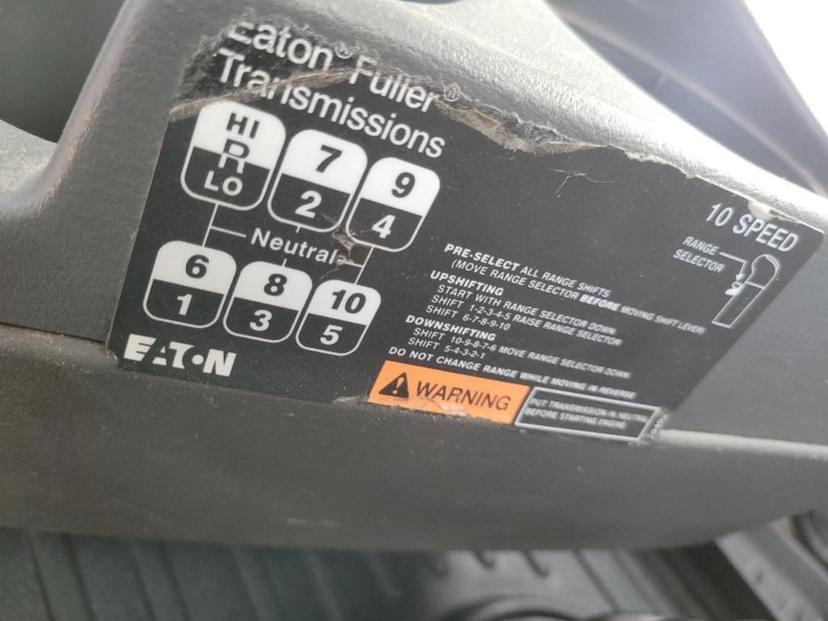 Eaton® Fuller®
Transmissions
HI
R
LO
7
2
9
4
Neutral
6
1
8
3
10
5
EATON
10 SPEED
RANGE
SELECTOR
PRE-SELECT ALL RANGE SHIFTS
(MOVE RANGE SELECTOR BEFORE MOVING SHIFT LEVER)
UPSHIFTING
START WITH RANGE SELECTOR DOWN
SHIFT 1-2-3-4-5 RAISE RANGE SELECTOR
SHIFT 6-7-8-9-10
DOWNSHIFTING
SHIFT 10-9-8-7-6 MOVE RANGE SELECTOR DOWN
SHIFT 5-4-3-2-1
DO NOT CHANGE RANGE WHILE MOVING IN REVERSE
WARNING
PUT TRANSMISSION IN NEUTRAL
BEFORE STARTING ENGINE